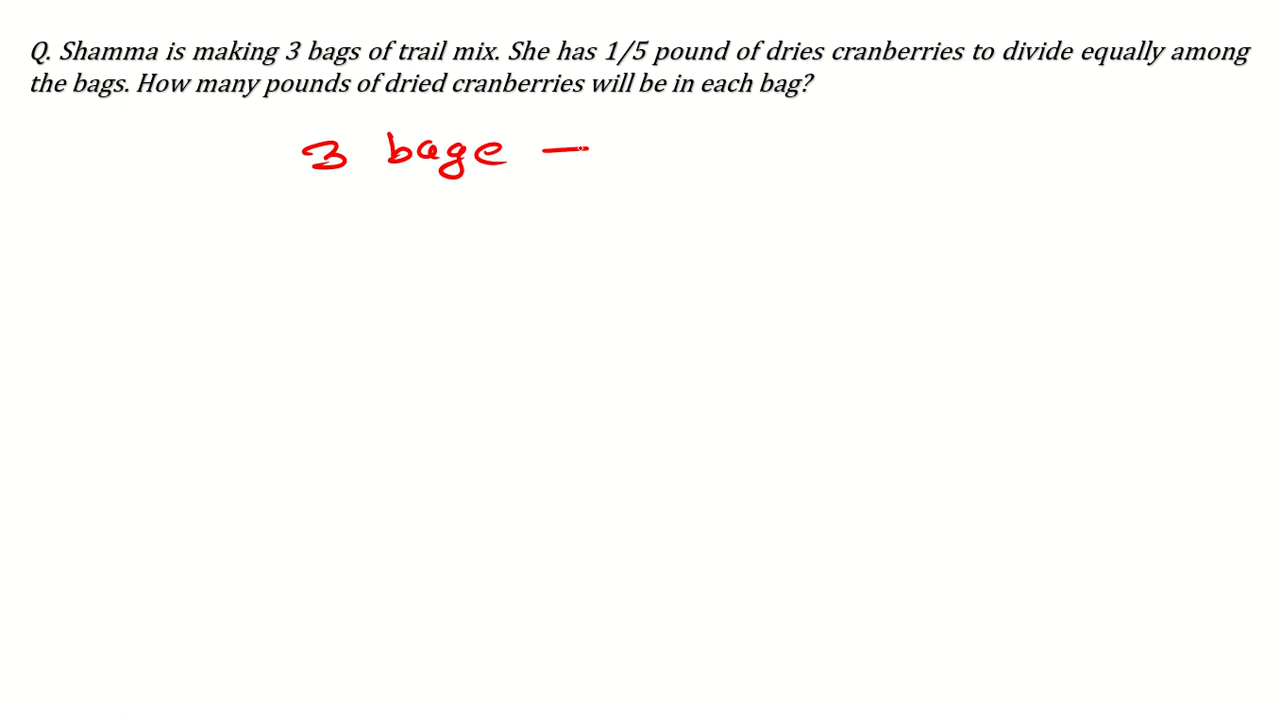 Q. Shamma is making 3 bags of trail mix. She has 1/5 pound of dries cranberries to divide equally among
the bags. How many pounds of dried cranberries will be in each bag?
3 bage —